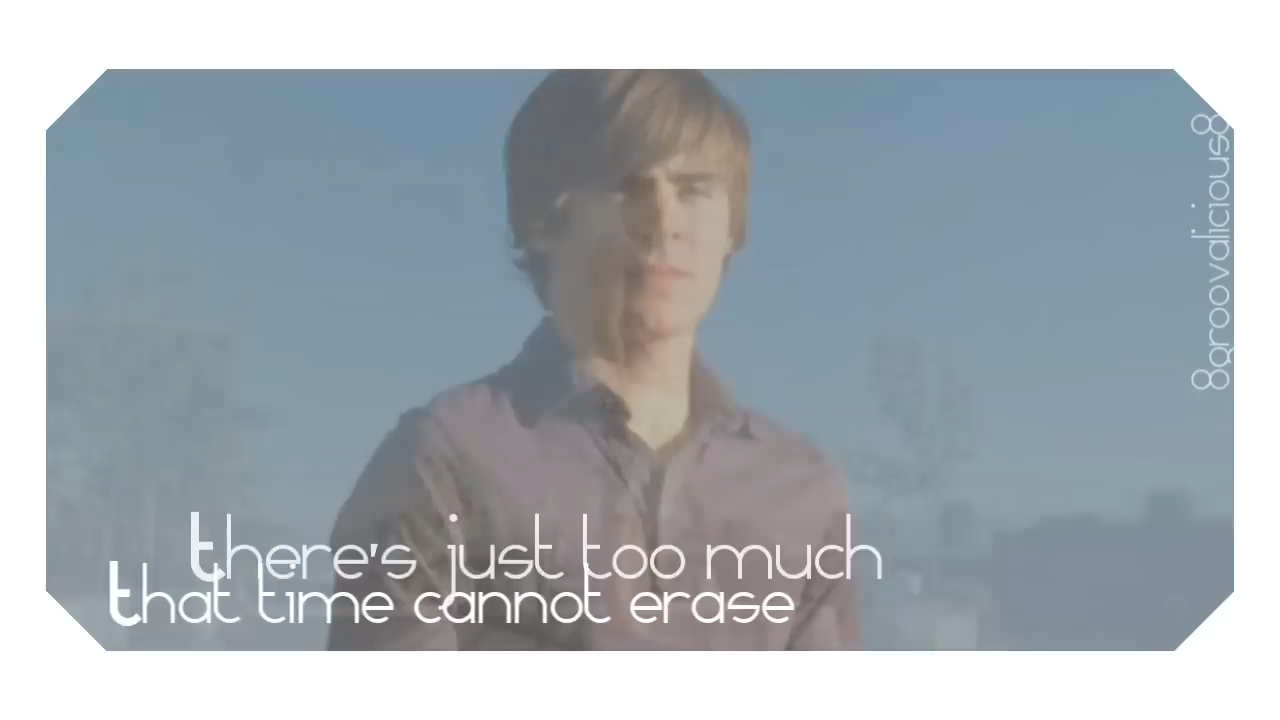 there's just too much
that time cannot erase
8groovalicious8